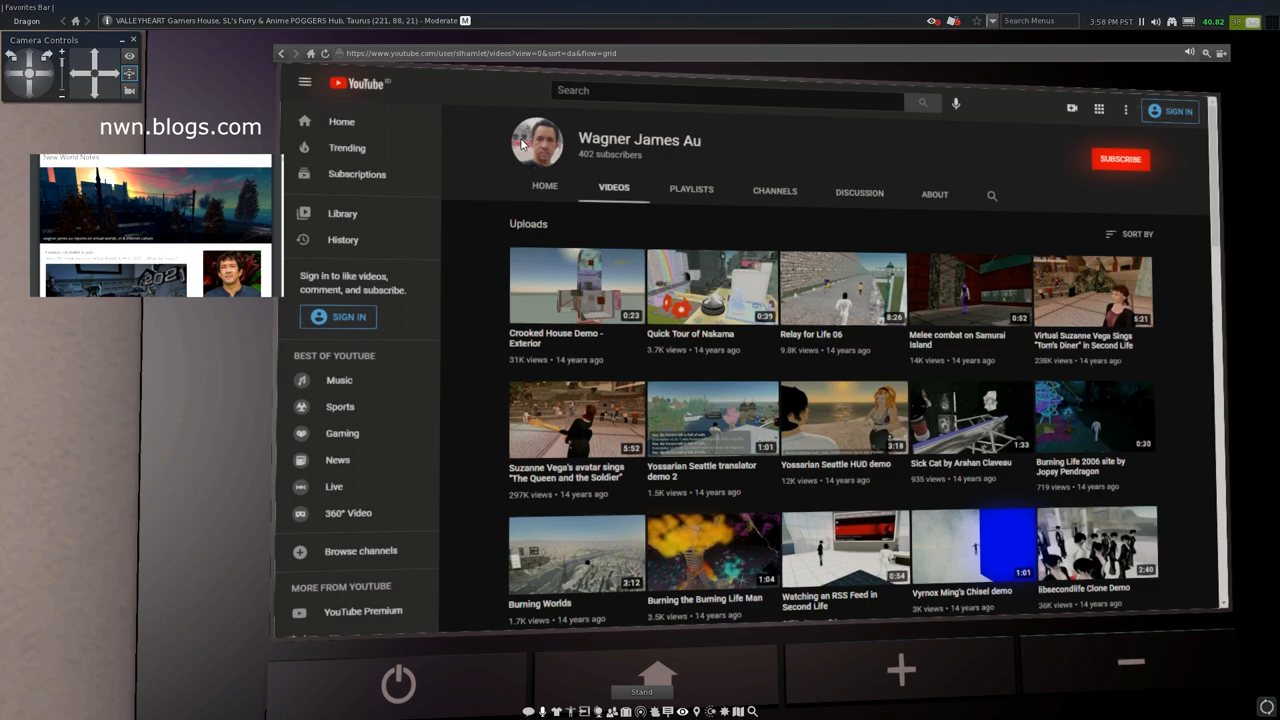 | Favorites Bar |
Dragon
VALLEYHEART Gamers House, SL's Furry & Anime POGGERS Hub, Taurus (221, 88, 21) - Moderate M
Search Menus
3:58 PM PST
40.82
38
Camera Controls
https://www.youtube.com/user/slhamlet/videos?view=0&sort=da&flow=grid
nwn.blogs.com
New World Notes
2021
YouTube ID
Search
SIGN IN
Home
Trending
Subscriptions
Library
History
Sign in to like videos,
comment, and subscribe.
SIGN IN
BEST OF YOUTUBE
Music
Sports
Gaming
News
Live
360° Video
Browse channels
MORE FROM YOUTUBE
YouTube Premium
Wagner James Au
402 subscribers
SUBSCRIBE
HOME VIDEOS PLAYLISTS CHANNELS DISCUSSION ABOUT
Uploads
SORT BY
0:23
Crooked House Demo -
Exterior
31K views • 14 years ago
0:39
Quick Tour of Nakama
3.7K views • 14 years ago
8:26
Relay for Life 06
9.8K views • 14 years ago
0:52
Melee combat on Samurai
Island
14K views • 14 years ago
5:21
Virtual Suzanne Vega Sings
"Tom's Diner" in Second Life
238K views • 14 years ago
5:52
Suzanne Vega's avatar sings
"The Queen and the Soldier"
297K views • 14 years ago
1:01
Yossarian Seattle translator
demo 2
1.5K views • 14 years ago
3:18
Yossarian Seattle HUD demo
12K views • 14 years ago
1:33
Sick Cat by Arahan Claveau
935 views • 14 years ago
0:30
Burning Life 2006 site by
Jopsy Pendragon
719 views • 14 years ago
3:12
Burning Worlds
1.7K views • 14 years ago
1:04
Burning the Burning Life Man
3.5K views • 14 years ago
0:54
Watching an RSS Feed in
Second Life
1:01
Vyrnox Ming's Chisel demo
3K views • 14 years ago
2:40
libsecondlife Clone Demo
36K views • 14 years ago
Stand